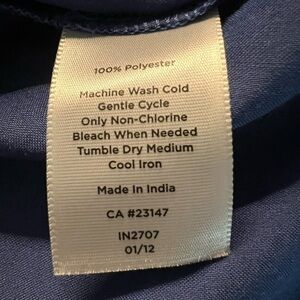 100% Polyester
Machine Wash Cold
Gentle Cycle
Only Non-Chlorine
Bleach When Needed
Tumble Dry Medium
Cool Iron
Made In India
CA #23147
IN2707
01/12